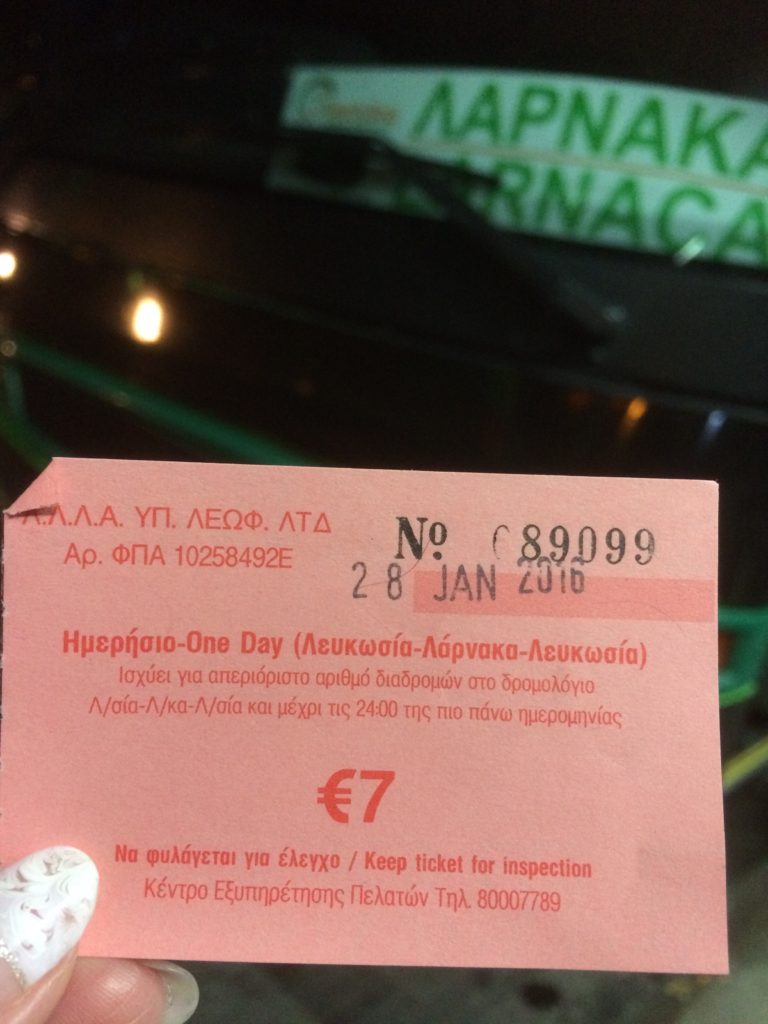 ΛΑΡΝΑΚΑ
LARNACA
Λ.Λ.Λ.Α. ΥΠ. ΛΕΩΦ. ΛΤΔ
Αρ. ΦΠΑ 10258492E
Nº 089099
28 JAN 2016
Ημερήσιο-One Day (Λευκωσία-Λάρνακα-Λευκωσία)
Ισχύει για απεριόριστο αριθμό διαδρομών στο δρομολόγιο
Λ/σία-Λ/κα-Λ/σία και μέχρι τις 24:00 της πιο πάνω ημερομηνίας
€7
Να φυλάγεται για έλεγχο / Keep ticket for inspection
Κέντρο Εξυπηρέτησης Πελατών Τηλ. 80007789